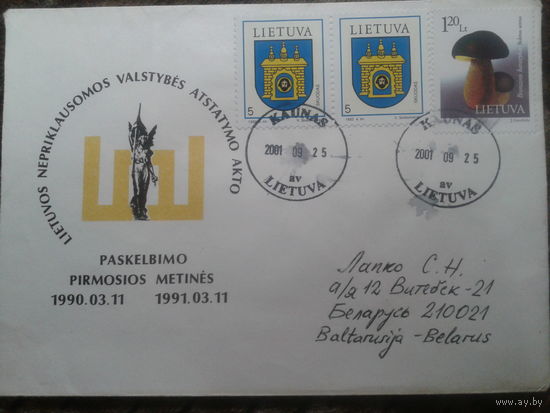 LIETUVOS NEPRIKLAUSOMOS VALSTYBĖS ATSTATYMO AKTO
PASKELBIMO
PIRMOSIOS METINĖS
1990.03.11 1991.03.11
LIETUVA
5
SKUODAS
LIETUVA
5
SKUODAS
1.20 Lt
LIETUVA
KAUNAS
2001 09 25
av
LIETUVA
KAUNAS
2001 09 25
av
LIETUVA
Лапко С.Н.
а/я 12 Витебск-21
Беларусь 210021
Baltarusija-Belarus
www.ay.by